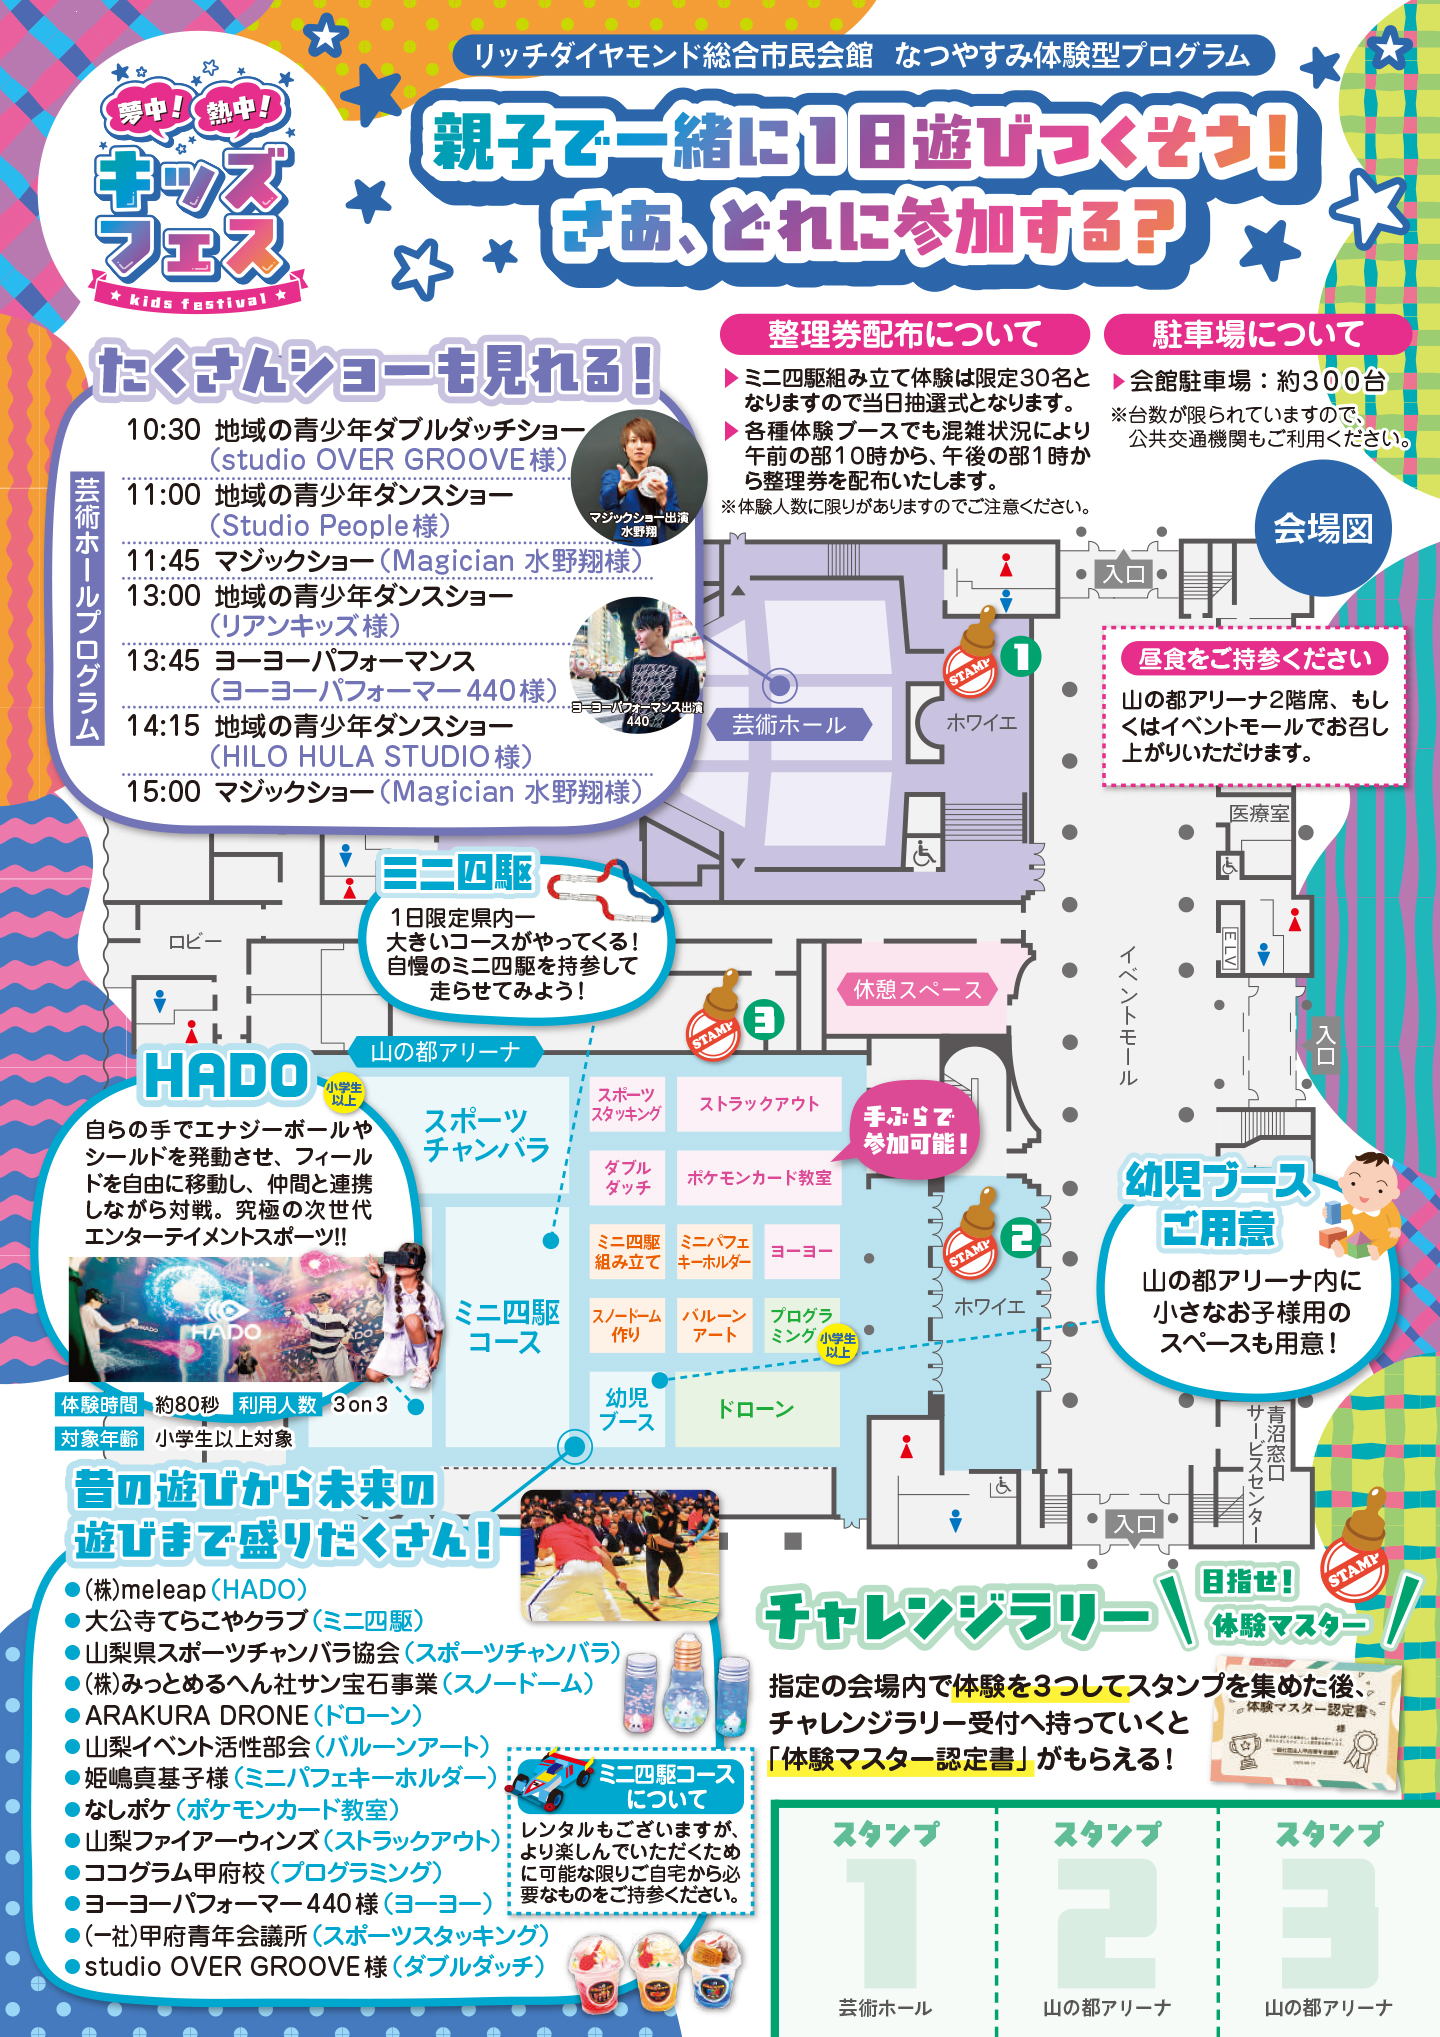 リッチダイヤモンド総合市民会館 なつやすみ体験型プログラム
夢中! 熱中!
キッズ
フェス
kids festival
親子で一緒に1日遊びつくそう!
さあ、どれに参加する?
整理券配布について
▶ミニ四駆組み立て体験は限定30名と
なりますので当日抽選式となります。
▶各種体験ブースでも混雑状況により
午前の部10時から、午後の部1時か
ら整理券を配布いたします。
※体験人数に限りがありますのでご注意ください。
駐車場について
▶会館駐車場:約300台
※台数が限られていますので、
公共交通機関もご利用ください。
たくさんショーも見れる!
芸術ホールプログラム
10:30 地域の青少年ダブルダッチショー
(studio OVER GROOVE様)
11:00 地域の青少年ダンスショー
(Studio People様)
11:45 マジックショー(Magician 水野翔様)
13:00 地域の青少年ダンスショー
(リアンキッズ様)
13:45 ヨーヨーパフォーマンス
(ヨーヨーパフォーマー440様)
14:15 地域の青少年ダンスショー
(HILO HULA STUDIO様)
15:00 マジックショー(Magician 水野翔様)
マジックショー出演
水野翔
ヨーヨーパフォーマンス出演
440
会場図
入口
STAMP
1
芸術ホール
ホワイエ
昼食をご持参ください
山の都アリーナ2階席、もし
くはイベントモールでお召し
上がりいただけます。
医療室
ELV
イベントモール
入口
ロビー
ミニ四駆
1日限定県内一
大きいコースがやってくる!
自慢のミニ四駆を持参して
走らせてみよう!
休憩スペース
STAMP
3
山の都アリーナ
HADO
小学生
以上
自らの手でエナジーボールや
シールドを発動させ、フィール
ドを自由に移動し、仲間と連携
しながら対戦。究極の次世代
エンターテイメントスポーツ!!
HADO
体験時間 約80秒 利用人数 3on3
対象年齢 小学生以上対象
スポーツ
チャンバラ
スポーツ
スタッキング
ストラックアウト
ダブル
ダッチ
ポケモンカード教室
手ぶらで
参加可能!
ミニ四駆
組み立て
ミニパフェ
キーホルダー
ヨーヨー
ミニ四駆
コース
スノードーム
作り
バルーン
アート
プログラ
ミング
小学生
以上
幼児
ブース
ドローン
STAMP
2
ホワイエ
幼児ブース
ご用意
山の都アリーナ内に
小さなお子様用の
スペースも用意!
青沼窓口
サービスセンター
入口
昔の遊びから未来の
遊びまで盛りだくさん!
●(株)meleap(HADO)
●大公寺てらこやクラブ(ミニ四駆)
●山梨県スポーツチャンバラ協会(スポーツチャンバラ)
●(株)みっとめるへん社サン宝石事業(スノードーム)
●ARAKURA DRONE(ドローン)
●山梨イベント活性部会(バルーンアート)
●姫嶋真基子様(ミニパフェキーホルダー)
●なしポケ(ポケモンカード教室)
●山梨ファイアーウィンズ(ストラックアウト)
●ココグラム甲府校(プログラミング)
●ヨーヨーパフォーマー440様(ヨーヨー)
●(一社)甲府青年会議所(スポーツスタッキング)
●studio OVER GROOVE様(ダブルダッチ)
ミニ四駆コース
について
レンタルもございますが、
より楽しんでいただくため
に可能な限りご自宅から必
要なものをご持参ください。
チャレンジラリー
目指せ!
体験マスター
STAMP
指定の会場内で体験を3つしてスタンプを集めた後、
チャレンジラリー受付へ持っていくと
「体験マスター認定書」がもらえる!
体験マスター認定書
様
スタンプ
1
芸術ホール
スタンプ
2
山の都アリーナ
スタンプ
3
山の都アリーナ